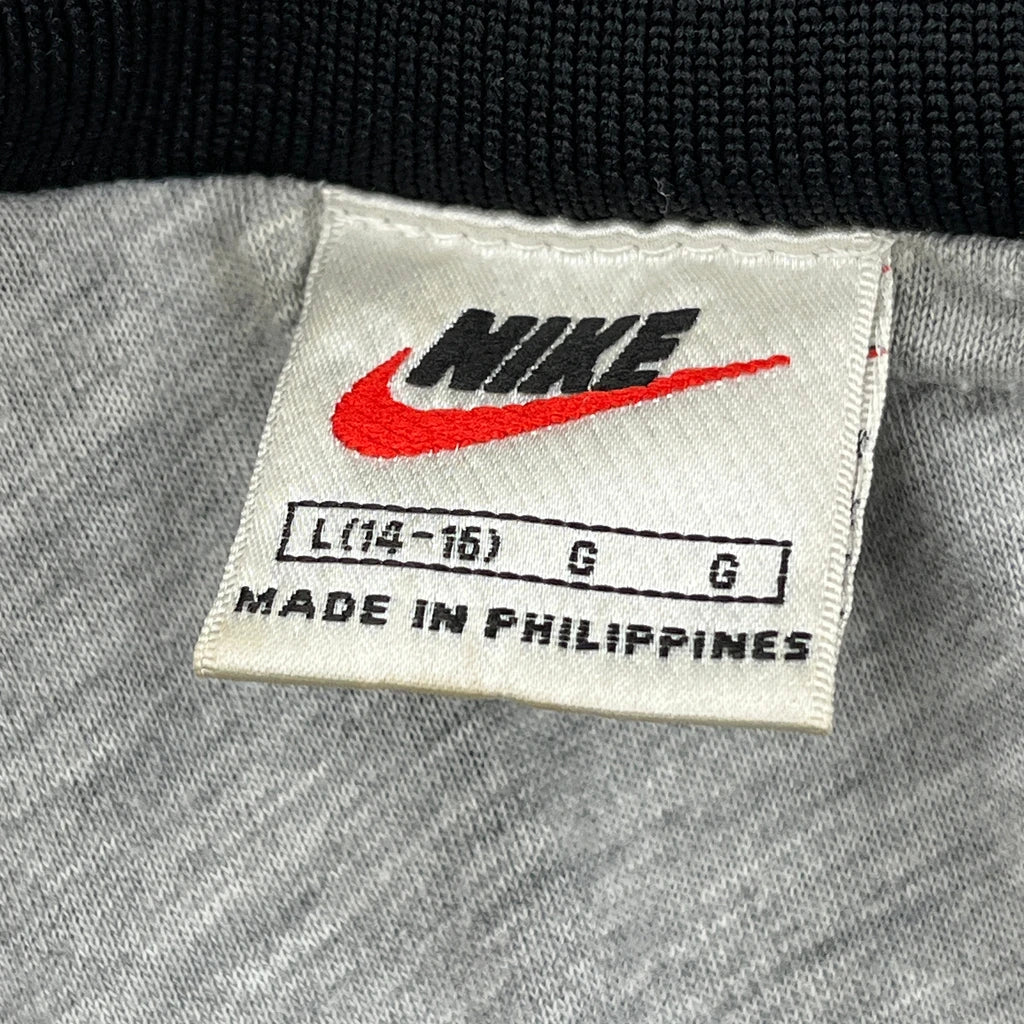 NIKE
L(14-16) G G
MADE IN PHILIPPINES